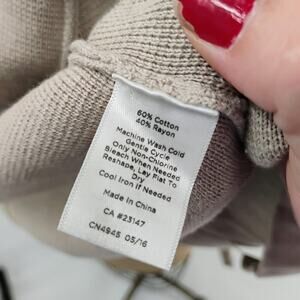 60% Cotton
40% Rayon
Machine Wash Cold
Gentle Cycle
Only Non-Chlorine
Bleach When Needed
Reshape, Lay Flat To
Dry
Cool Iron if Needed
Made in China
CA #23147
CN4945 05/16